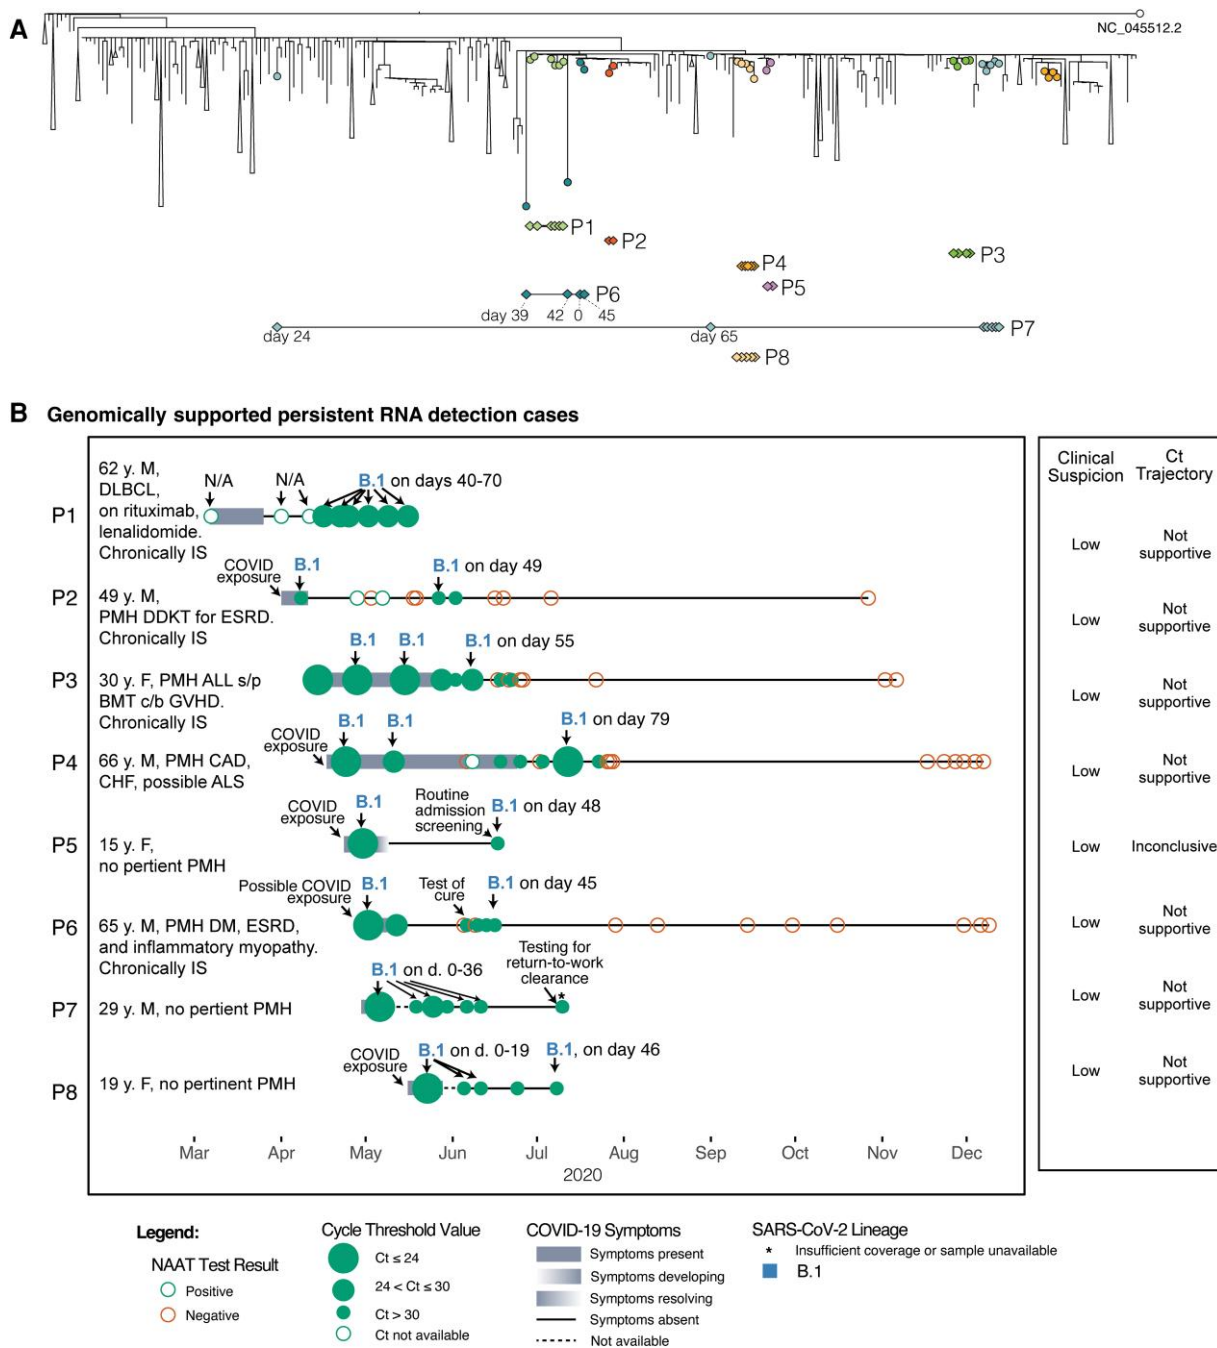 A
NC_045512.2
P1
P2
P3
P4
P5
P6
day 39 42 0 45
P7
day 24
day 65
P8
B Genomically supported persistent RNA detection cases
Clinical Suspicion
Ct Trajectory
P1
62 y. M,
DLBCL,
on rituximab,
lenalidomide.
Chronically IS
N/A
N/A
B.1 on days 40-70
Low
Not supportive
P2
49 y. M,
PMH DDKT for ESRD.
Chronically IS
COVID exposure
B.1
B.1 on day 49
Low
Not supportive
P3
30 y. F, PMH ALL s/p
BMT c/b GVHD.
Chronically IS
B.1
B.1
B.1 on day 55
Low
Not supportive
P4
66 y. M, PMH CAD,
CHF, possible ALS
COVID exposure
B.1
B.1
B.1 on day 79
Low
Not supportive
P5
15 y. F,
no pertient PMH
COVID exposure
B.1
Routine
admission
screening
B.1 on day 48
Low
Inconclusive
P6
65 y. M, PMH DM, ESRD,
and inflammatory myopathy.
Chronically IS
Possible COVID
exposure
B.1
Test of
cure
B.1 on day 45
Low
Not supportive
P7
29 y. M, no pertient PMH
B.1 on d. 0-36
Testing for
return-to-work
clearance
*
Low
Not supportive
P8
19 y. F, no pertinent PMH
COVID
exposure
B.1 on d. 0-19
B.1, on day 46
Low
Not supportive
Mar Apr May Jun Jul Aug Sep Oct Nov Dec
2020
Legend:
NAAT Test Result
Positive
Negative
Cycle Threshold Value
Ct ≤ 24
24 < Ct ≤ 30
Ct > 30
Ct not available
COVID-19 Symptoms
Symptoms present
Symptoms developing
Symptoms resolving
Symptoms absent
Not available
SARS-CoV-2 Lineage
* Insufficient coverage or sample unavailable
B.1